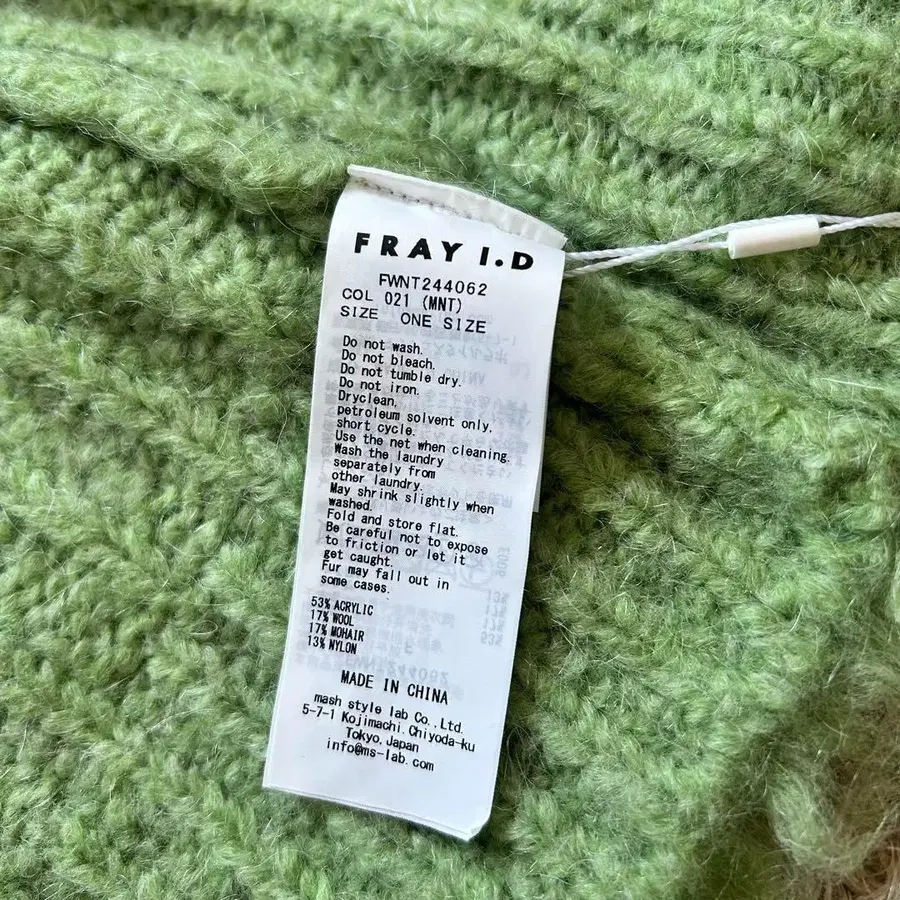 FRAY I.D
FWNT244062
COL 021 (MNT)
SIZE ONE SIZE
Do not wash.
Do not bleach.
Do not tumble dry.
Do not iron.
Dryclean,
petroleum solvent only,
short cycle.
Use the net when cleaning.
Wash the laundry
separately from
other laundry.
May shrink slightly when
washed.
Fold and store flat.
Be careful not to expose
to friction or let it
get caught.
Fur may fall out in
some cases.
53% ACRYLIC
17% WOOL
17% MOHAIR
13% NYLON
MADE IN CHINA
mash style lab Co.,Ltd.
5-7-1 Kojimachi,Chiyoda-ku
Tokyo,Japan
info@ms-lab.com